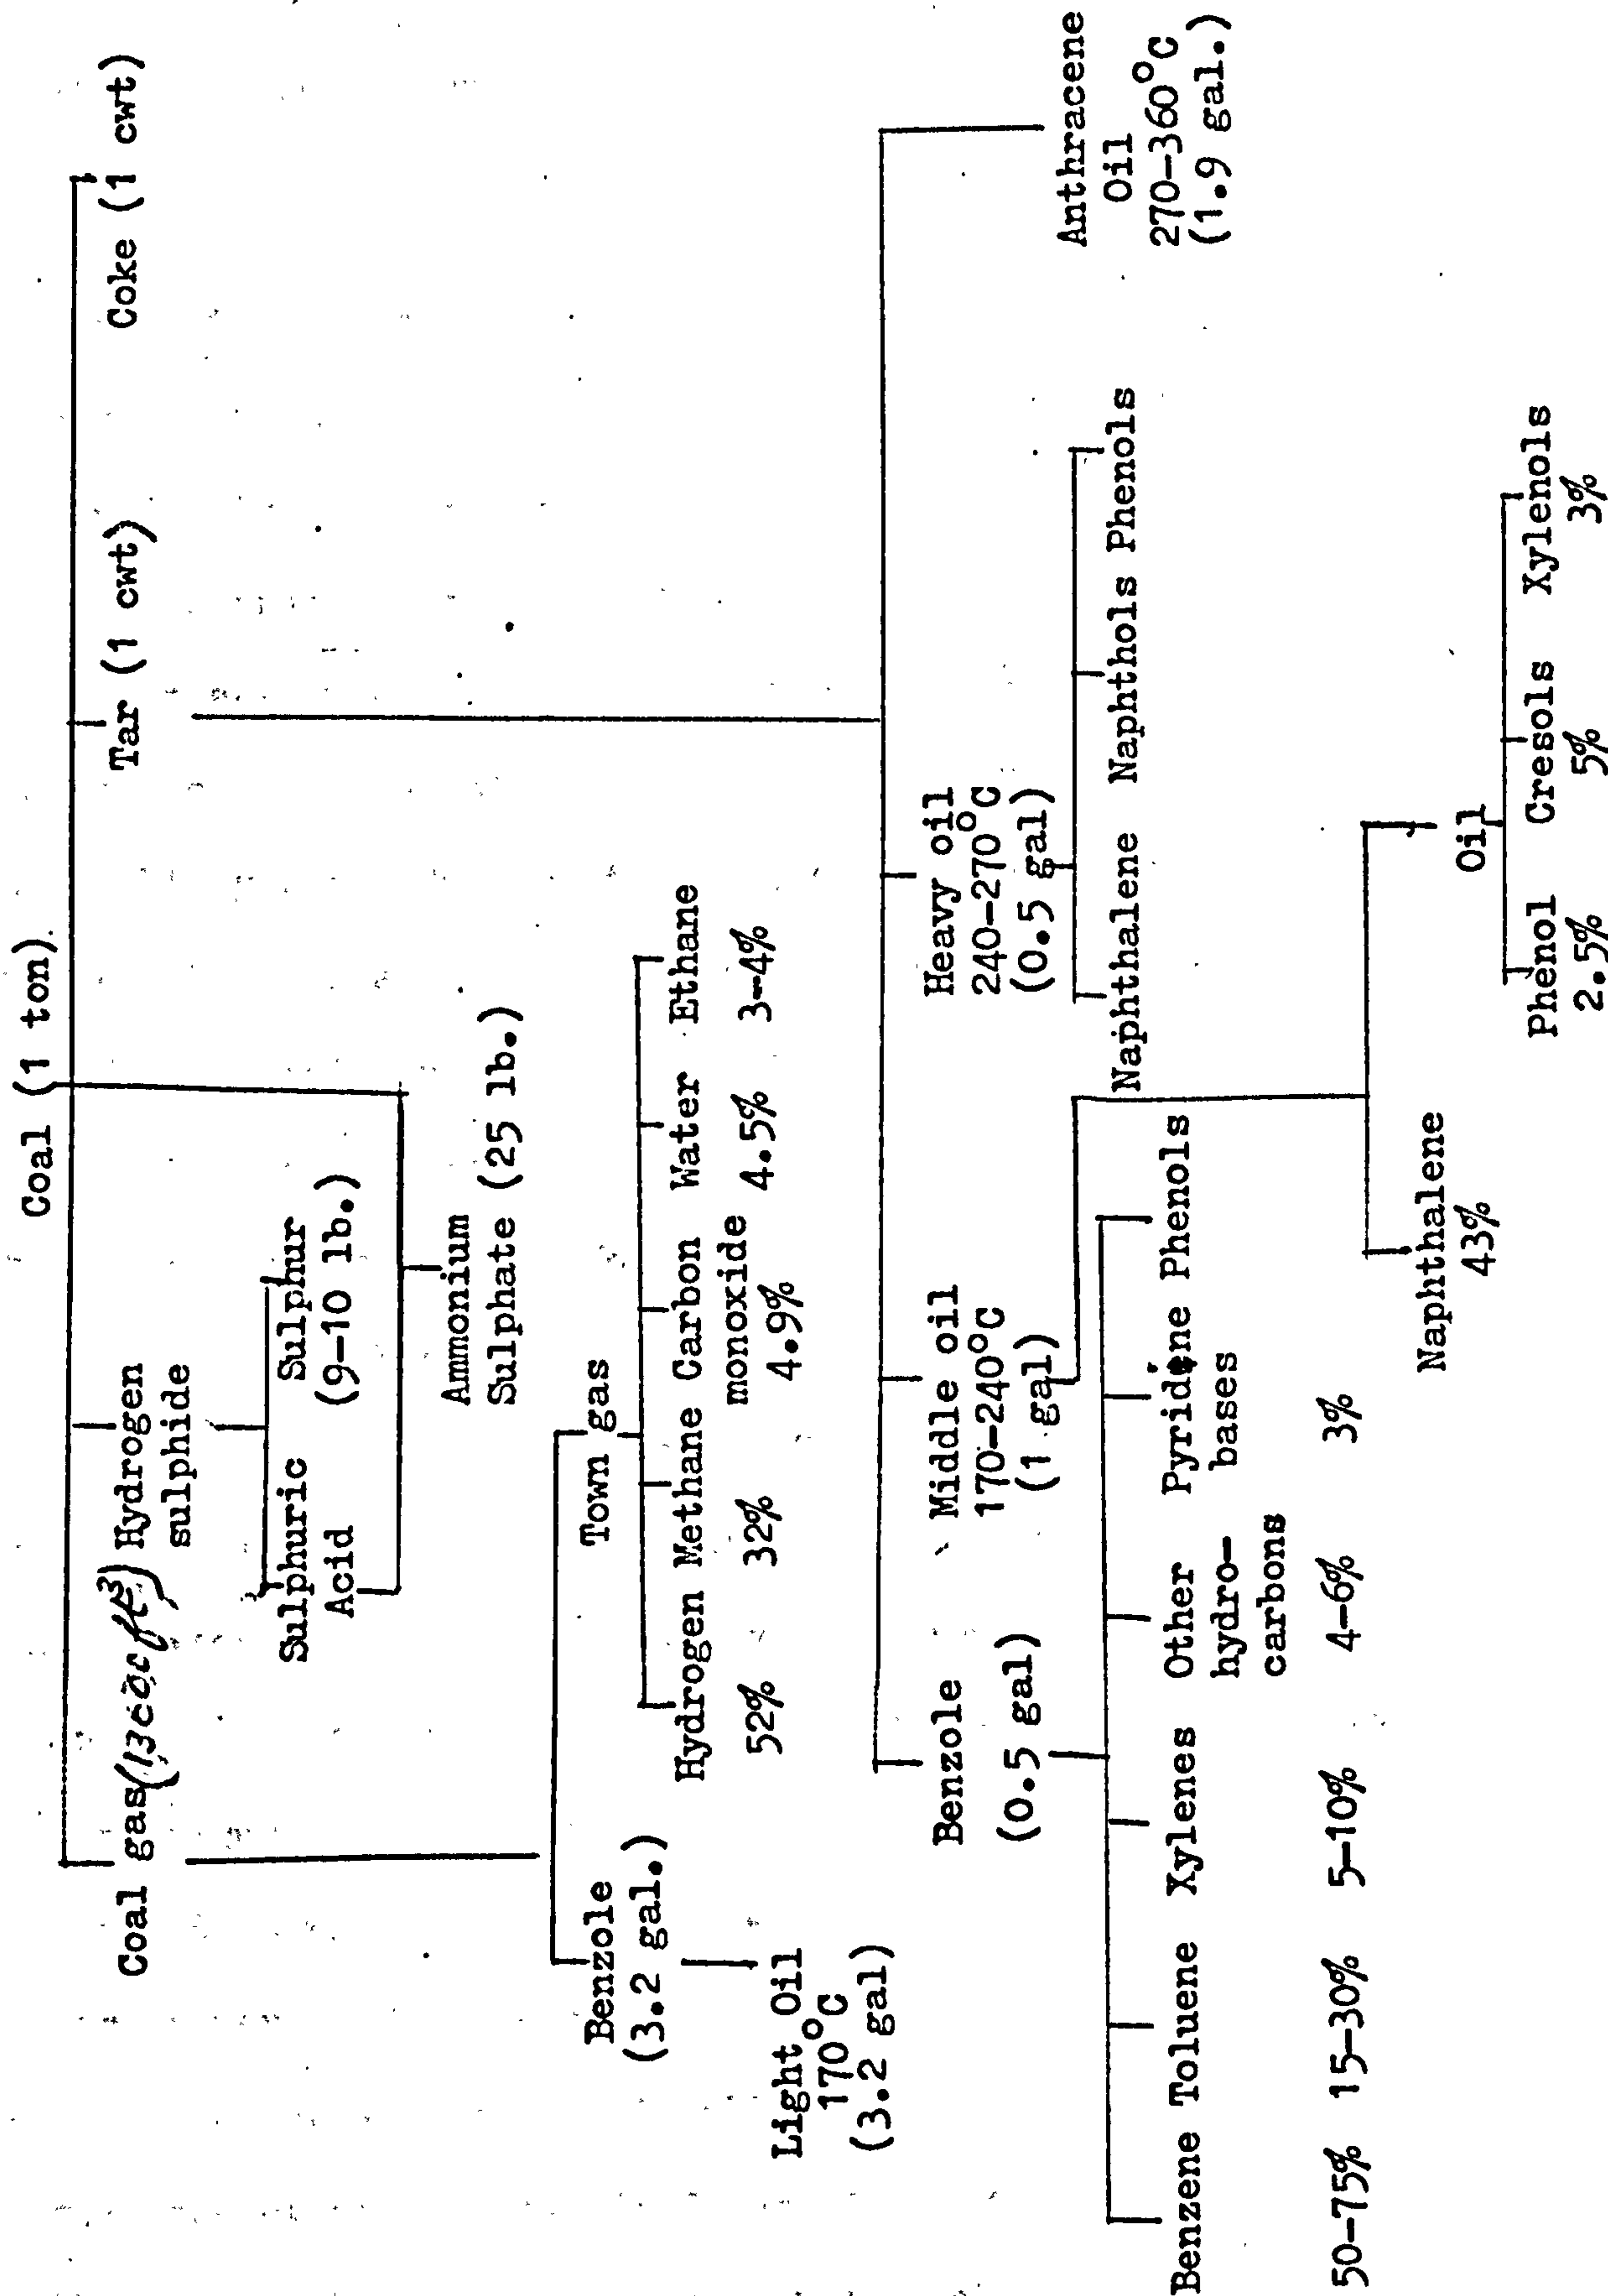 Coal (1 ton)
Coal gas Hydrogen sulphide
Tar (1 cwt)
Coke (1 cwt)
Sulphuric Acid
Sulphur (9-10 lb.)
Ammonium
Sulphate (25 lb.)
Benzole
(3.2 gal.)
Town gas
Light Oil
170°C
(3.2 gal)
Hydrogen Methane Carbon monoxide Water Ethane
52% 32% 4.9% 4.5% 3-4%
Benzole
(0.5 gal)
Middle oil
170-240°C
(1 gal)
Heavy oil
240-270°C
(0.5 gal)
Anthracene
Oil
270-360°C
(1.9 gal.)
Benzene Toluene Xylenes Other hydro-carbons Pyridine bases Phenols
50-75% 15-30% 5-10% 4-6% 3%
Naphthalene Naphthols Phenols
Naphthalene
43%
Oil
Phenol Cresols Xylenols
2.5% 5% 3%